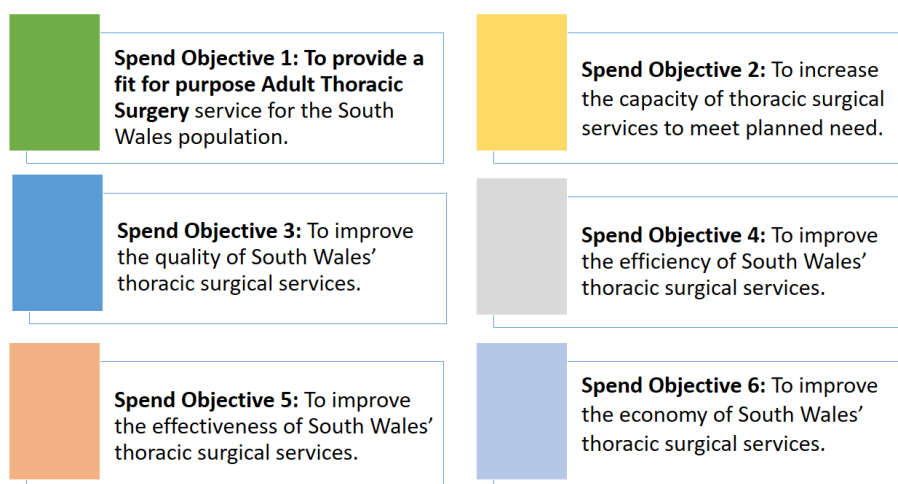 Spend Objective 1: To provide a
fit for purpose Adult Thoracic
Surgery service for the South
Wales population.
Spend Objective 2: To increase
the capacity of thoracic surgical
services to meet planned need.
Spend Objective 3: To improve
the quality of South Wales’
thoracic surgical services.
Spend Objective 4: To improve
the efficiency of South Wales’
thoracic surgical services.
Spend Objective 5: To improve
the effectiveness of South Wales’
thoracic surgical services.
Spend Objective 6: To improve
the economy of South Wales’
thoracic surgical services.